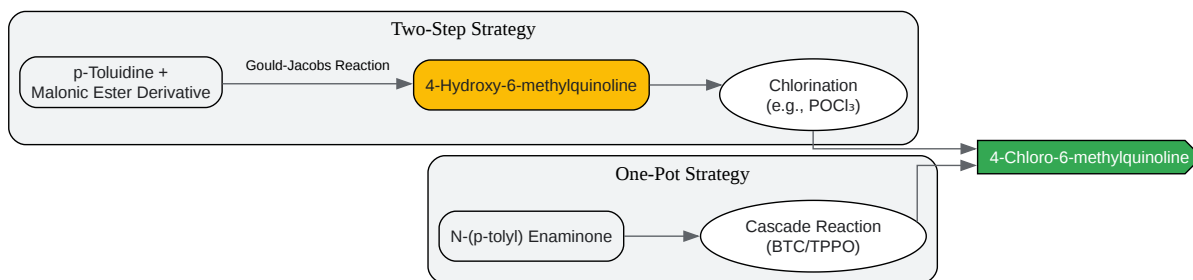 Two-Step Strategy
p-Toluidine +
Malonic Ester Derivative
Gould-Jacobs Reaction
4-Hydroxy-6-methylquinoline
Chlorination
(e.g., POCl₃)
4-Chloro-6-methylquinoline
One-Pot Strategy
N-(p-tolyl) Enaminone
Cascade Reaction
(BTC/TPPO)